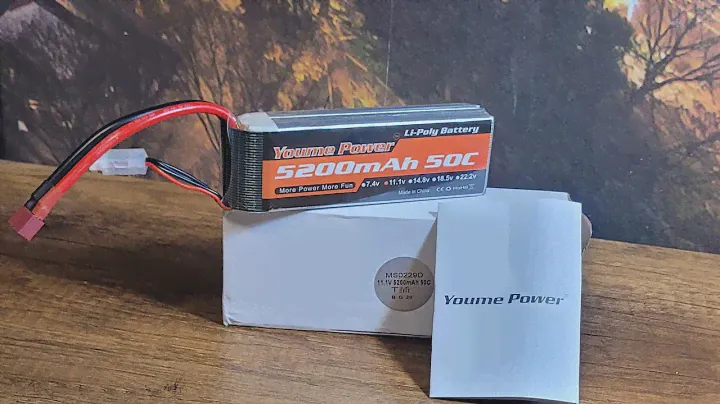 Li-Poly Battery
Youme Power™
5200mAh 50C
More Power More Fun
●7.4v ●11.1v ●14.8v ●18.5v ●22.2v
Made in China
MS0229D
11.1V 5200mAh 50C
Youme Power